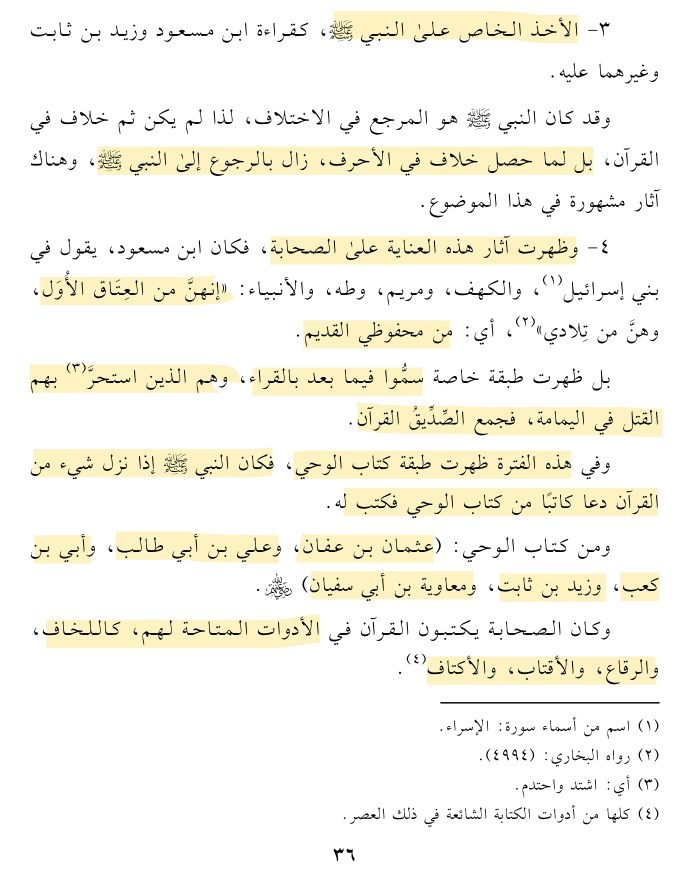 ٣- الأخذ الخاص علىٰ النبي ﷺ، كقراءة ابن مسعود وزيد بن ثابت
وغيرهما عليه.
وقد كان النبي ﷺ هو المرجع في الاختلاف، لذا لم يكن ثم خلاف في
القرآن، بل لما حصل خلاف في الأحرف، زال بالرجوع إلىٰ النبي ﷺ، وهناك
آثار مشهورة في هذا الموضوع.
٤- وظهرت آثار هذه العناية علىٰ الصحابة، فكان ابن مسعود، يقول في
بني إسرائيل(١)، والكهف، ومريم، وطه، والأنبياء: «إنهنَّ من العِتَاق الأُوَل،
وهنَّ من تِلادي»(٢)، أي: من محفوظي القديم.
بل ظهرت طبقة خاصة سمُّوا فيما بعد بالقراء، وهم الذين استحرَّ(٣) بهم
القتل في اليمامة، فجمع الصِّدِّيقُ القرآن.
وفي هذه الفترة ظهرت طبقة كتاب الوحي، فكان النبي ﷺ إذا نزل شيء من
القرآن دعا كاتبًا من كتاب الوحي فكتب له.
ومن كتاب الوحي: (عثمان بن عفان، وعلي بن أبي طالب، وأبي بن
كعب، وزيد بن ثابت، ومعاوية بن أبي سفيان) ﵃.
وكان الصحابة يكتبون القرآن في الأدوات المتاحة لهم، كاللخاف،
والرقاع، والأقتاب، والأكتاف(٤).
(١) اسم من أسماء سورة: الإسراء.
(٢) رواه البخاري: (٤٩٩٤).
(٣) أي: اشتد واحتدم.
(٤) كلها من أدوات الكتابة الشائعة في ذلك العصر.
٣٦